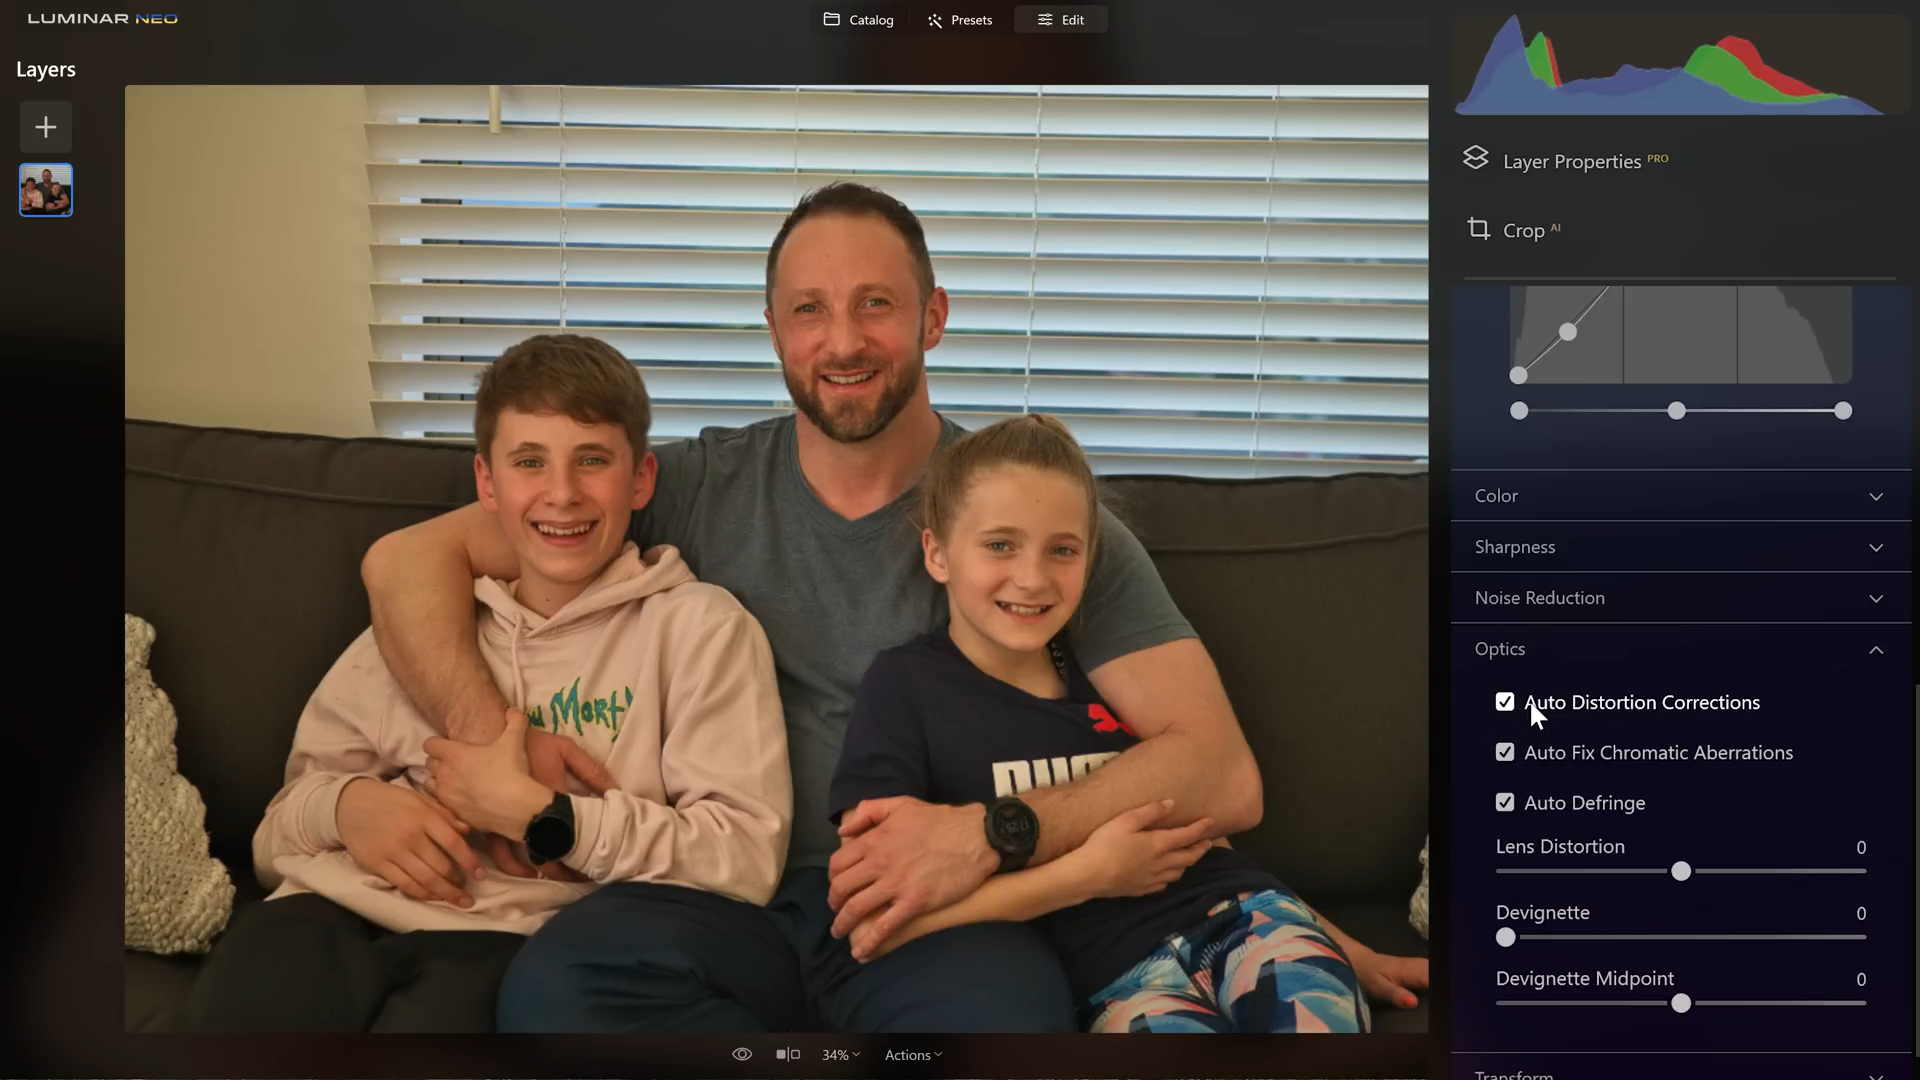 LUMINAR NEO
Catalog
Presets
Edit
Layers
Layer Properties PRO
Crop AI
Color
Sharpness
Noise Reduction
Optics
Auto Distortion Corrections
Auto Fix Chromatic Aberrations
Auto Defringe
Lens Distortion 0
Devignette 0
Devignette Midpoint 0
Transform
34%
Actions
Morty